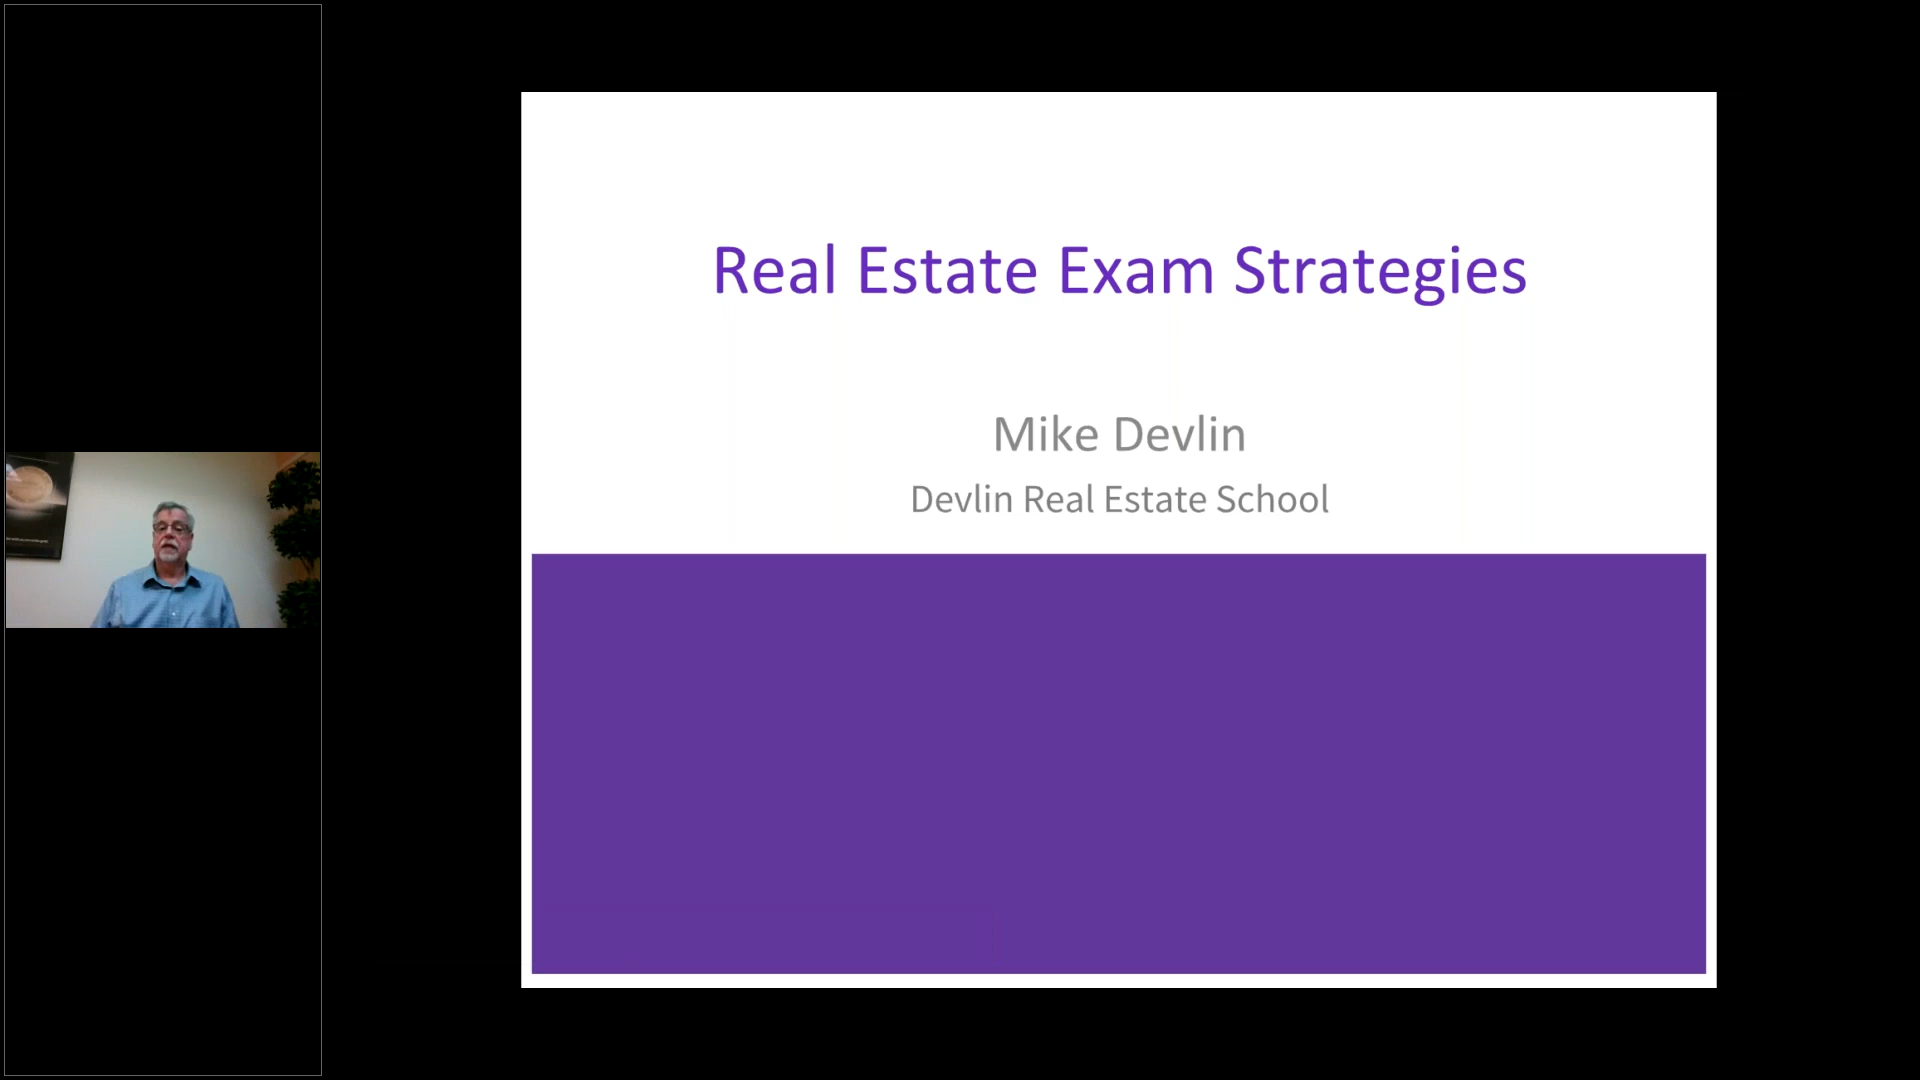 Real Estate Exam Strategies
Mike Devlin
Devlin Real Estate School